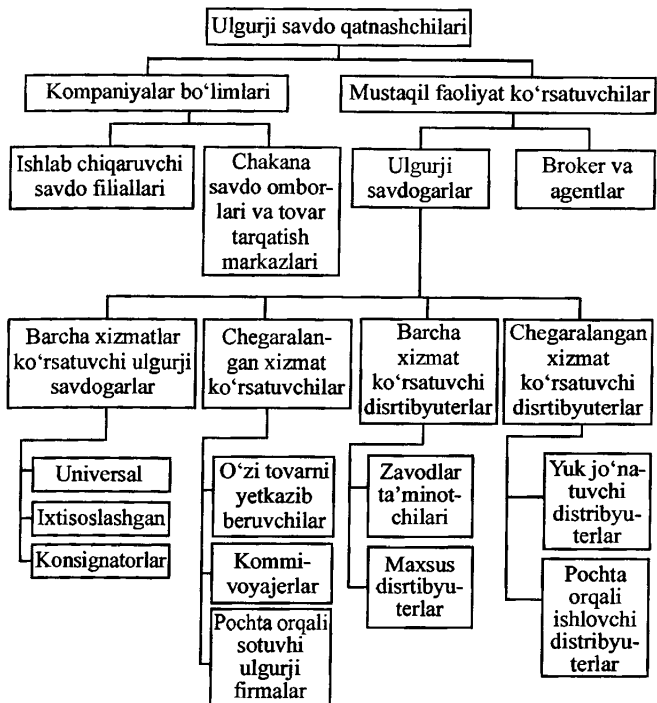 Ulgurji savdo qatnashchilari
Kompaniyalar bo‘limlari
Mustaqil faoliyat ko‘rsatuvchilar
Ishlab chiqaruvchi
savdo filiallari
Chakana
savdo ombor-
lari va tovar
tarqatish
markazlari
Ulgurji
savdogarlar
Broker va
agentlar
Barcha xizmatlar
ko‘rsatuvchi ulgurji
savdogarlar
Chegaralan-
gan xizmat
ko‘rsatuvchilar
Barcha
xizmat
ko‘rsatuvchi
disrtibyuterlar
Chegaralangan
xizmat
ko‘rsatuvchi
disrtibyuterlar
Universal
Ixtisoslashgan
Konsignatorlar
O‘zi tovarni
yetkazib
beruvchilar
Kommi-
voyajerlar
Pochta orqali
sotuvhi
ulgurji
firmalar
Zavodlar
ta’minot-
chilari
Maxsus
disrtibyu-
terlar
Yuk jo‘na-
tuvchi
distribyu-
terlar
Pochta
orqali
ishlovchi
distribyu-
terlar